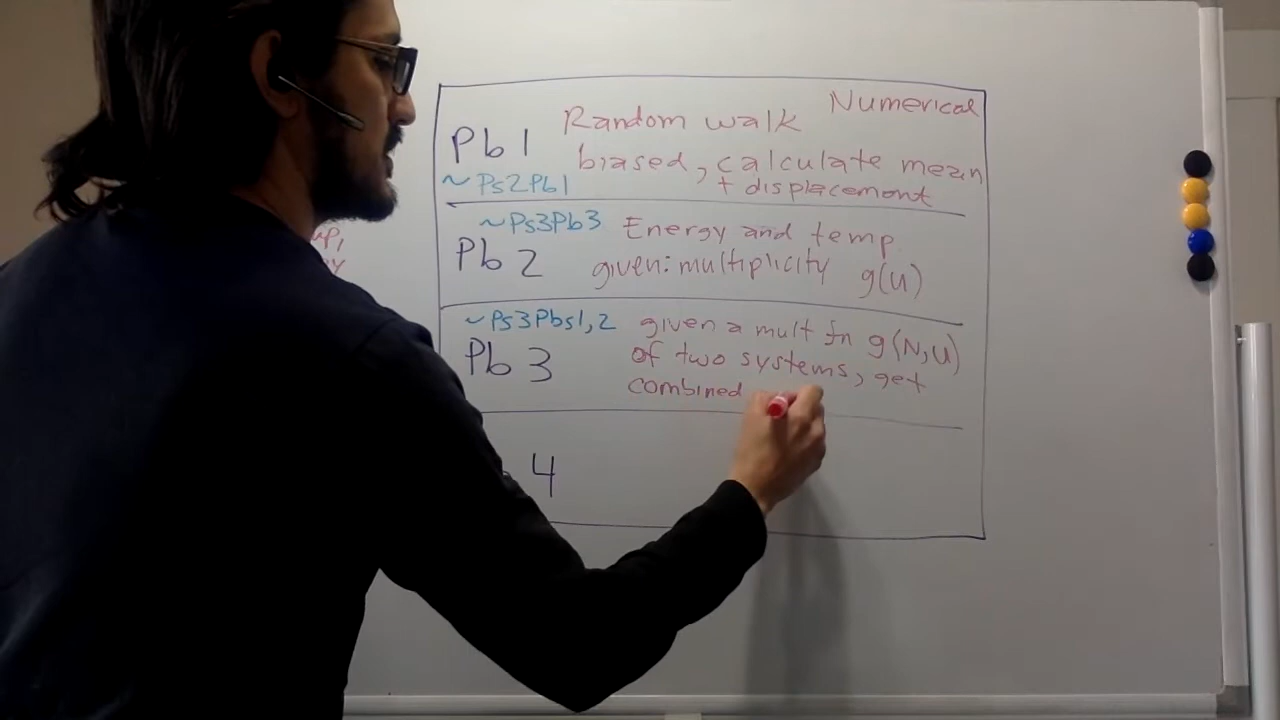 Numerical
Pb 1 Random walk
biased, calculate mean
~ Ps2Pb1 + displacement
~Ps3Pb3 Energy and temp.
Pb 2 given: multiplicity g(U)
~Ps3Pbs1,2 given a mult fn g(N,U)
Pb 3 of two systems, get
combined
4